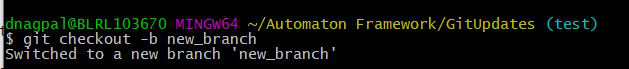 dnagpal@BLRL103670 MINGW64 ~/Automaton Framework/GitUpdates (test)
$ git checkout -b new_branch
Switched to a new branch 'new_branch'